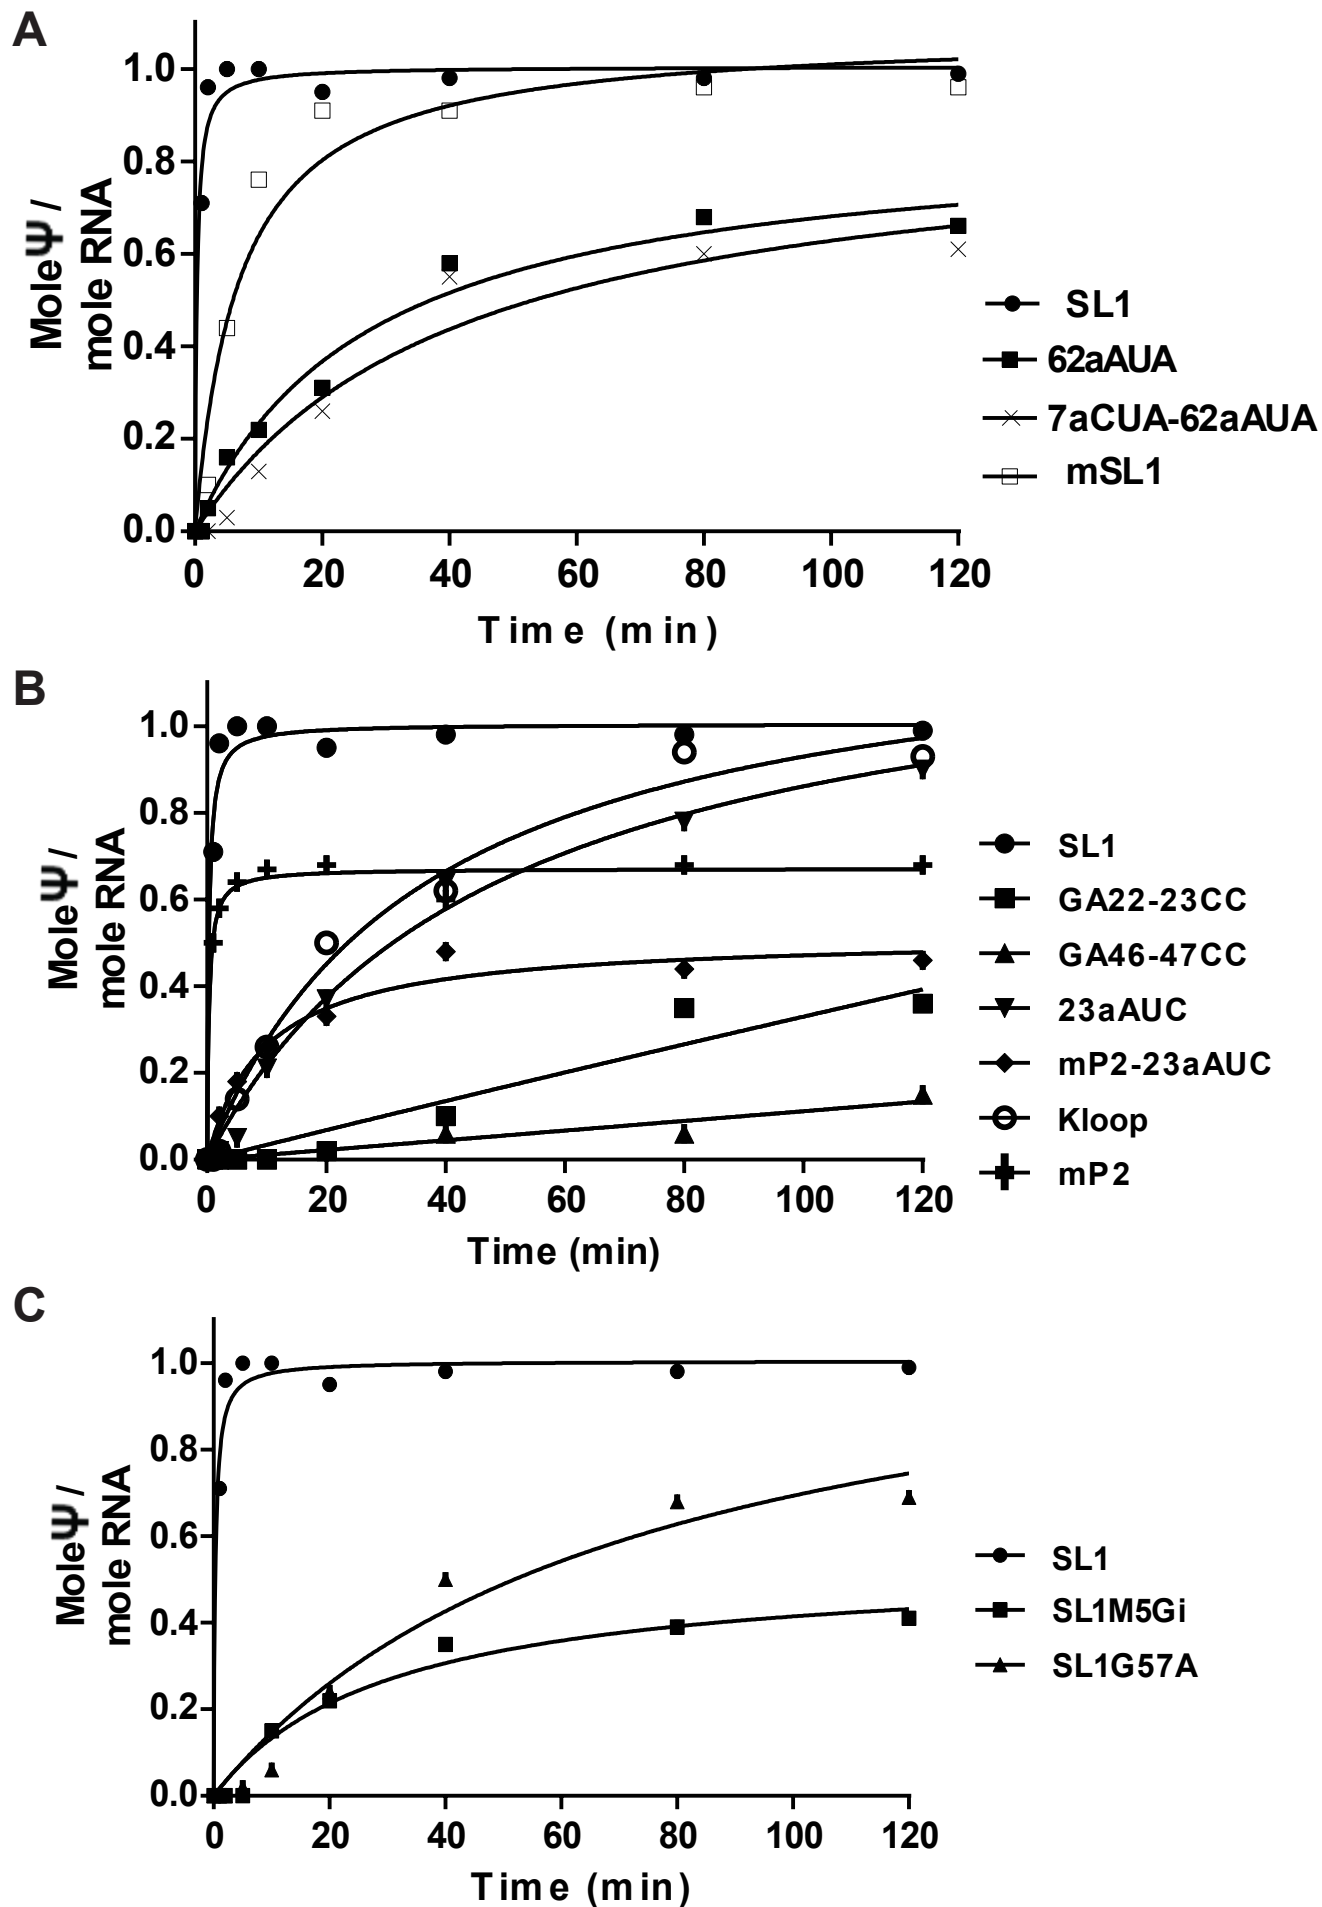 A
MoleΨ/
mole RNA
1.0
0.8
0.6
0.4
0.2
0.0
0 20 40 60 80 100 120
Time (min)
SL1
62aAUA
7aCUA-62aAUA
mSL1
B
MoleΨ/
mole RNA
1.0
0.8
0.6
0.4
0.2
0.0
0 20 40 60 80 100 120
Time (min)
SL1
GA22-23CC
GA46-47CC
23aAUC
mP2-23aAUC
Kloop
mP2
C
MoleΨ/
mole RNA
1.0
0.8
0.6
0.4
0.2
0.0
0 20 40 60 80 100 120
Time (min)
SL1
SL1M5Gi
SL1G57A